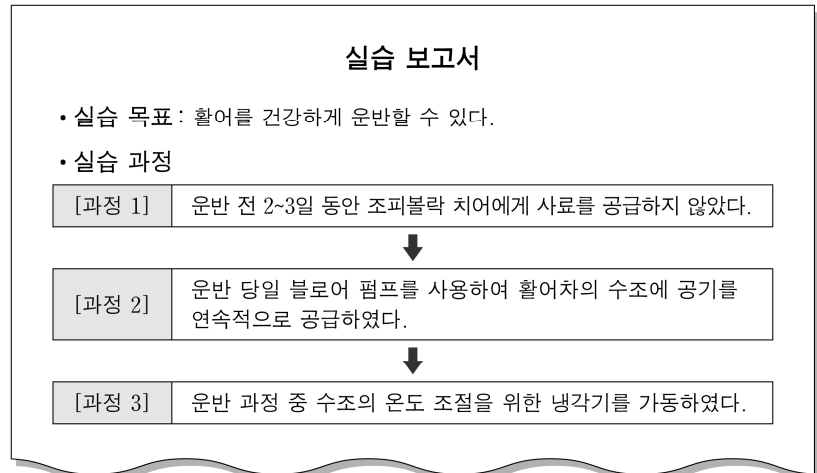 실습 보고서
• 실습 목표 : 활어를 건강하게 운반할 수 있다.
• 실습 과정
[과정 1] 운반 전 2~3일 동안 조피볼락 치어에게 사료를 공급하지 않았다.
[과정 2] 운반 당일 블로어 펌프를 사용하여 활어차의 수조에 공기를
연속적으로 공급하였다.
[과정 3] 운반 과정 중 수조의 온도 조절을 위한 냉각기를 가동하였다.